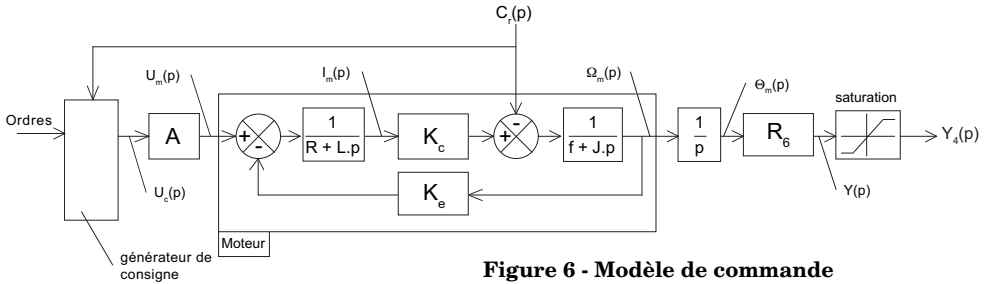 C_r(p)
U_m(p)
I_m(p)
Ω_m(p)
Θ_m(p)
saturation
Ordres
A
+
-
1
R + L.p
K_c
-
+
1
f + J.p
1
p
R_6
Y_4(p)
U_c(p)
K_e
Y(p)
Moteur
générateur de
consigne
Figure 6 - Modèle de commande